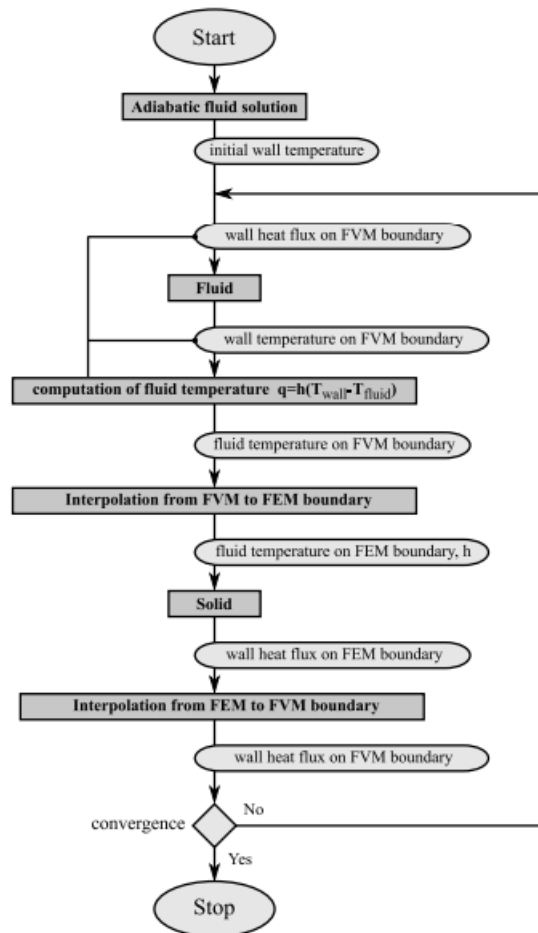 Start
Adiabatic fluid solution
initial wall temperature
wall heat flux on FVM boundary
Fluid
wall temperature on FVM boundary
computation of fluid temperature q=h(T_wall-T_fluid)
fluid temperature on FVM boundary
Interpolation from FVM to FEM boundary
fluid temperature on FEM boundary, h
Solid
wall heat flux on FEM boundary
Interpolation from FEM to FVM boundary
wall heat flux on FVM boundary
No
convergence
Yes
Stop